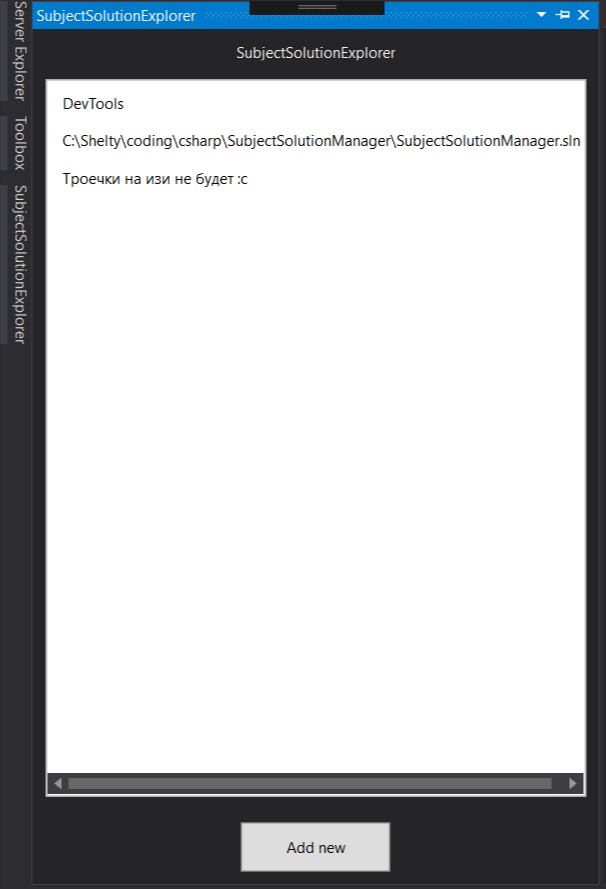 SubjectSolutionExplorer
Server Explorer
Toolbox
SubjectSolutionExplorer
SubjectSolutionExplorer
DevTools
C:\Shelty\coding\csharp\SubjectSolutionManager\SubjectSolutionManager.sln
Троечки на изи не будет :с
Add new